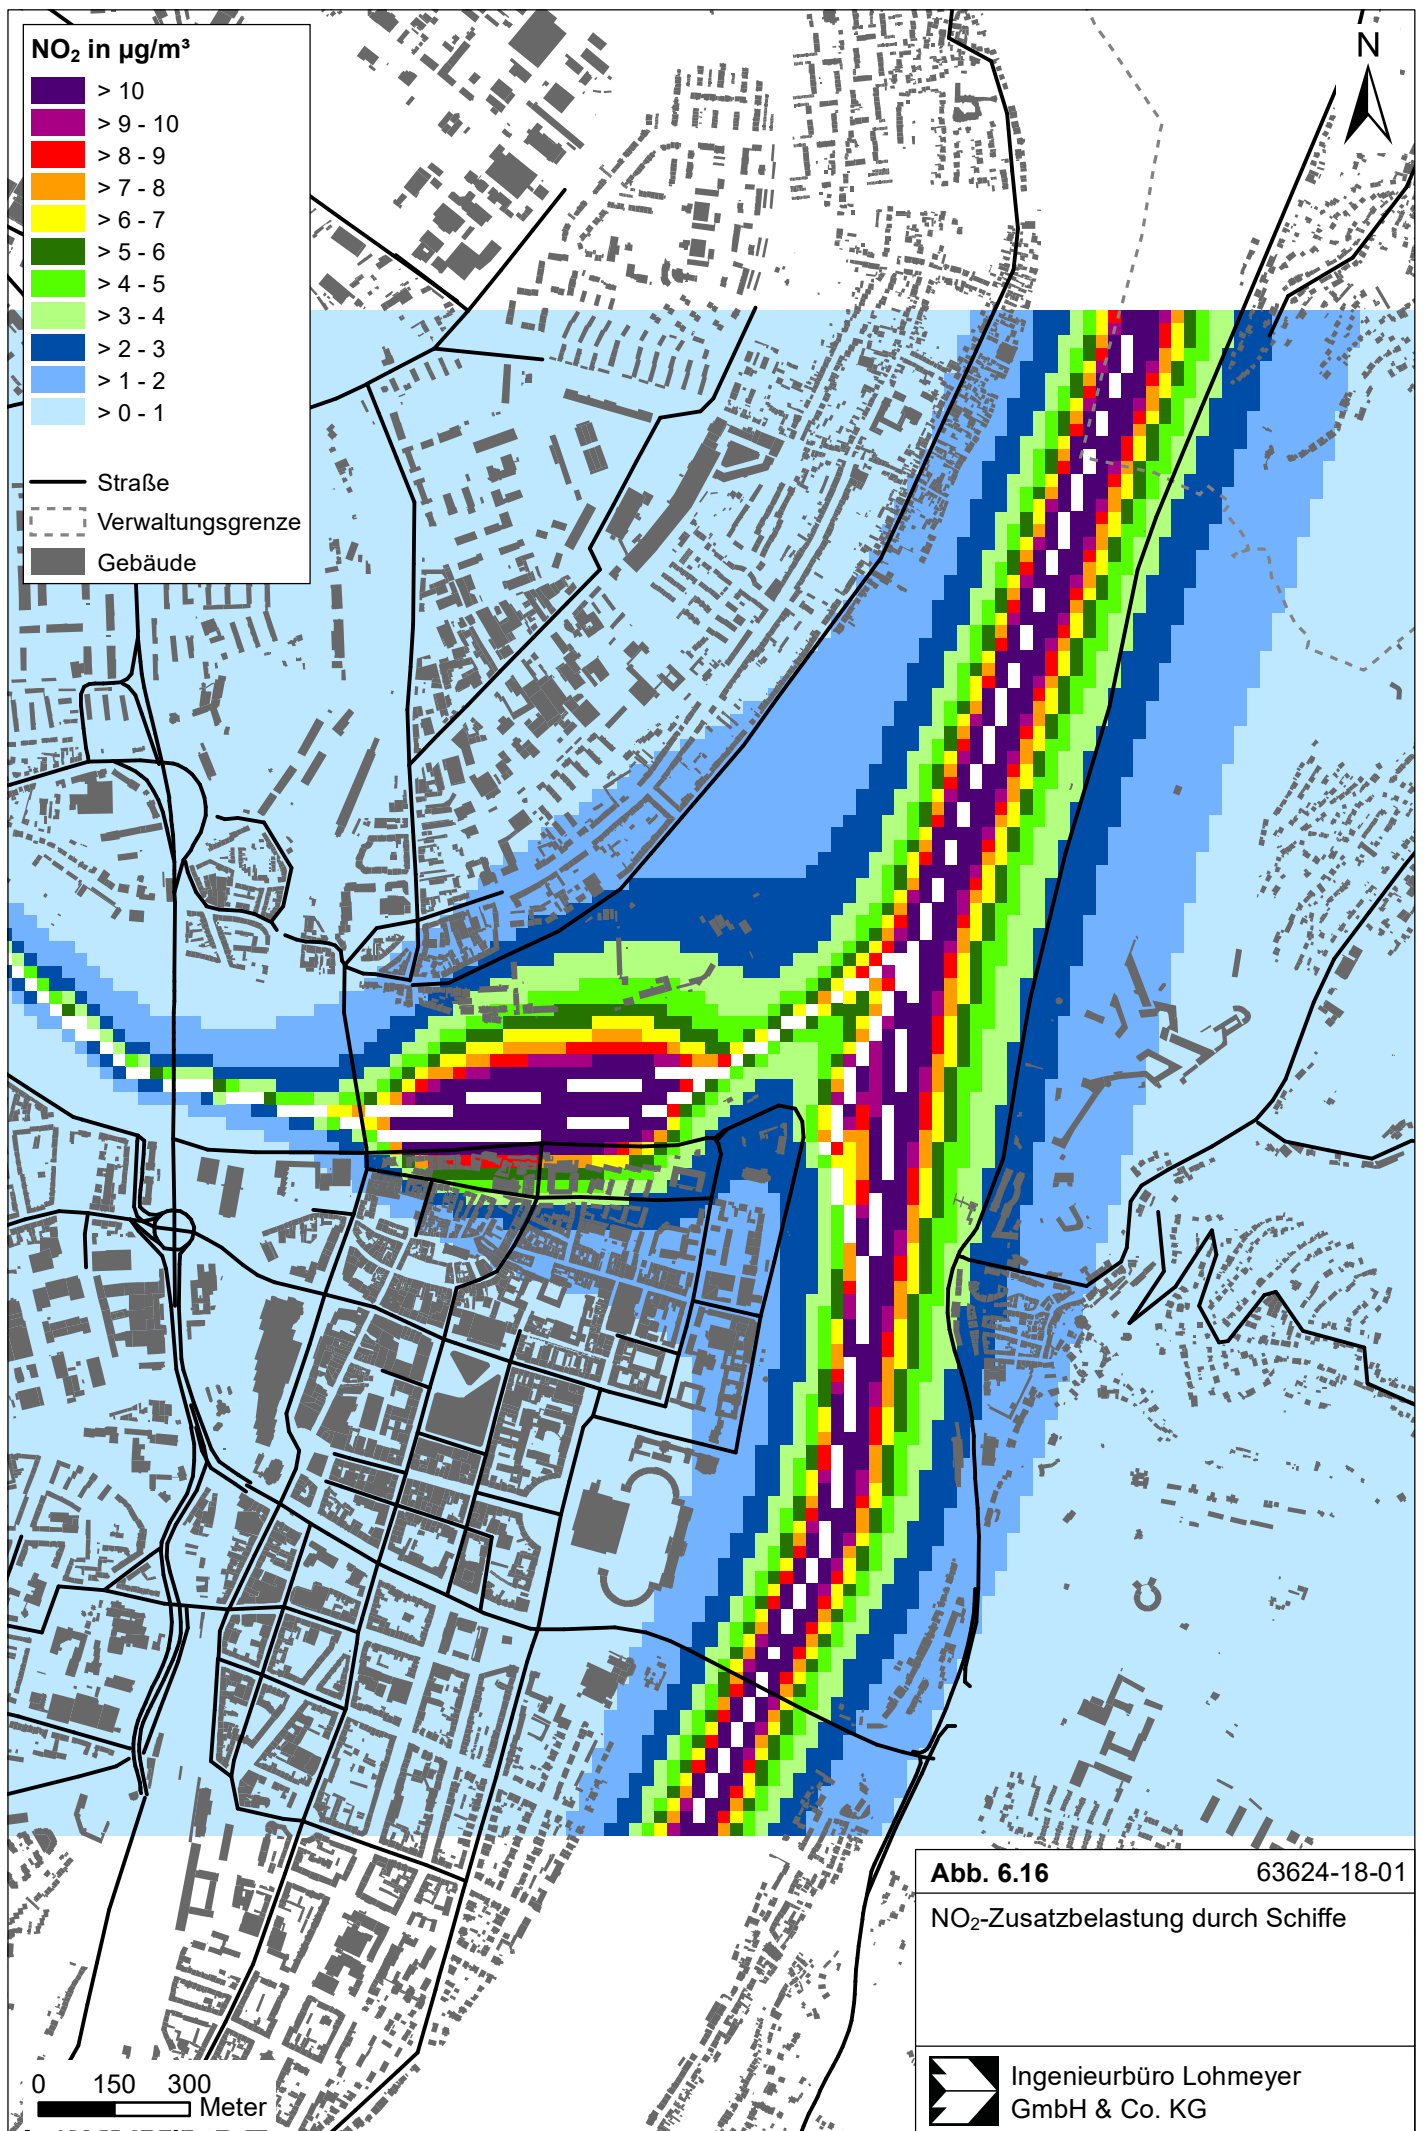 NO₂ in µg/m³
> 10
> 9 - 10
> 8 - 9
> 7 - 8
> 6 - 7
> 5 - 6
> 4 - 5
> 3 - 4
> 2 - 3
> 1 - 2
> 0 - 1
Straße
Verwaltungsgrenze
Gebäude
N
Abb. 6.16 63624-18-01
NO₂-Zusatzbelastung durch Schiffe
Ingenieurbüro Lohmeyer
GmbH & Co. KG
0 150 300
Meter